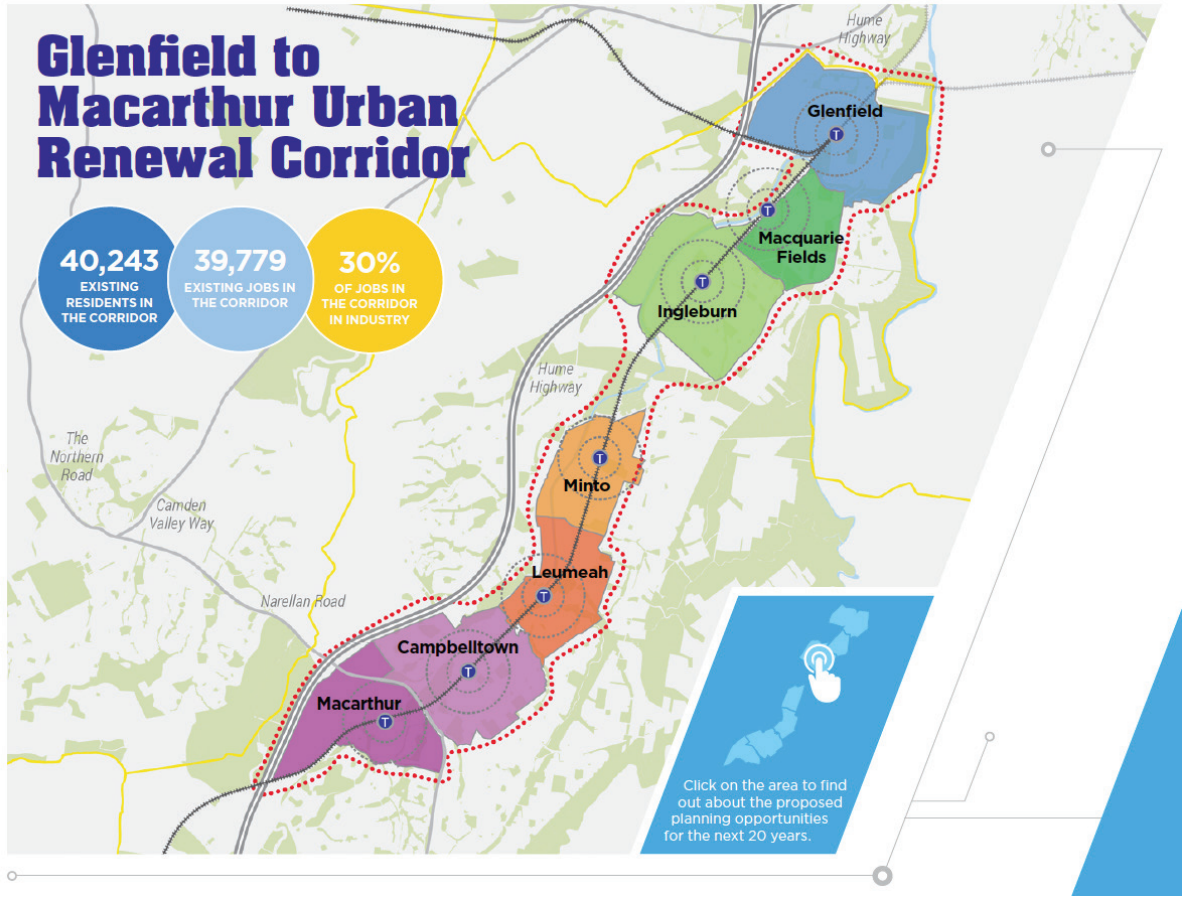 Glenfield to
Macarthur Urban
Renewal Corridor
40,243
EXISTING
RESIDENTS IN
THE CORRIDOR
39,779
EXISTING JOBS IN
THE CORRIDOR
30%
OF JOBS IN
THE CORRIDOR
IN INDUSTRY
Hume
Highway
Glenfield
T
T
Macquarie
Fields
T
Ingleburn
Hume
Highway
The
Northern
Road
Camden
Valley Way
T
Minto
Leumeah
T
Narellan Road
Campbelltown
T
Macarthur
T
Click on the area to find
out about the proposed
planning opportunities
for the next 20 years.